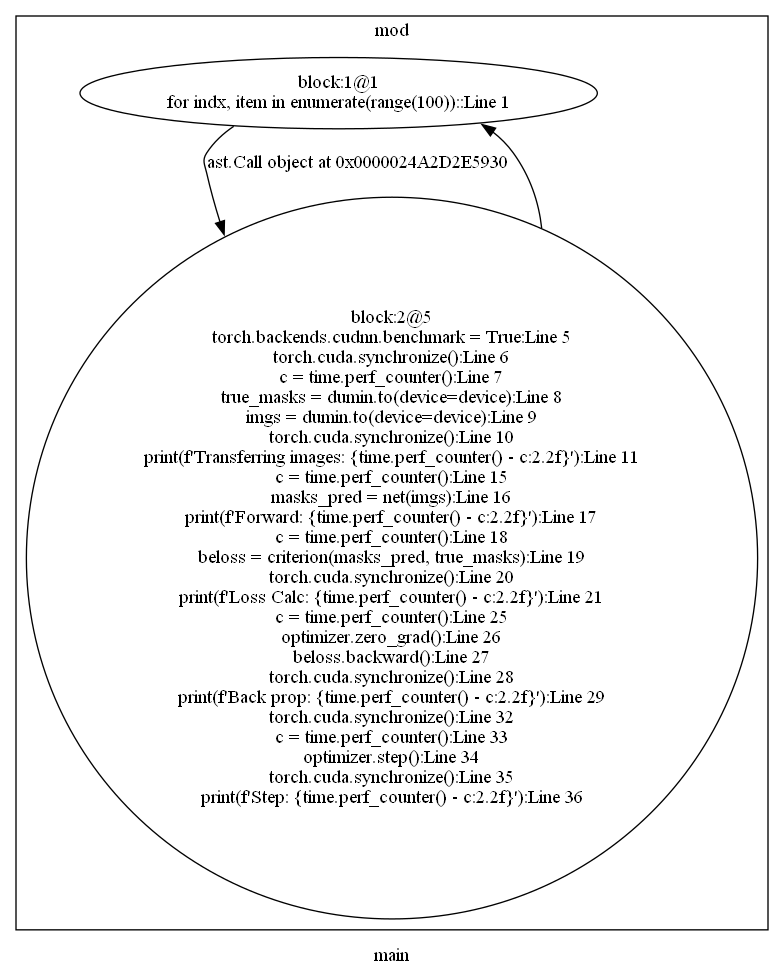 mod
block:1@1
for indx, item in enumerate(range(100))::Line 1
ast.Call object at 0x0000024A2D2E5930
block:2@5
torch.backends.cudnn.benchmark = True:Line 5
torch.cuda.synchronize():Line 6
c = time.perf_counter():Line 7
true_masks = dumin.to(device=device):Line 8
imgs = dumin.to(device=device):Line 9
torch.cuda.synchronize():Line 10
print(f'Transferring images: {time.perf_counter() - c:2.2f}'):Line 11
c = time.perf_counter():Line 15
masks_pred = net(imgs):Line 16
print(f'Forward: {time.perf_counter() - c:2.2f}'):Line 17
c = time.perf_counter():Line 18
beloss = criterion(masks_pred, true_masks):Line 19
torch.cuda.synchronize():Line 20
print(f'Loss Calc: {time.perf_counter() - c:2.2f}'):Line 21
c = time.perf_counter():Line 25
optimizer.zero_grad():Line 26
beloss.backward():Line 27
torch.cuda.synchronize():Line 28
print(f'Back prop: {time.perf_counter() - c:2.2f}'):Line 29
torch.cuda.synchronize():Line 32
c = time.perf_counter():Line 33
optimizer.step():Line 34
torch.cuda.synchronize():Line 35
print(f'Step: {time.perf_counter() - c:2.2f}'):Line 36
main